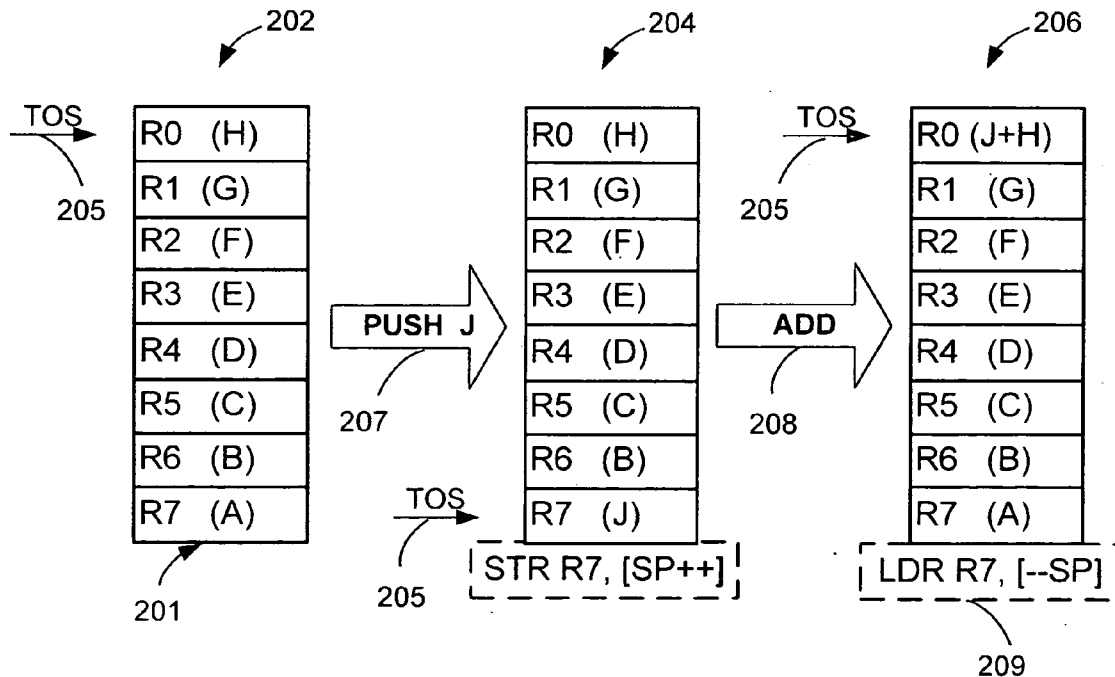 202
204
206
TOS
205
R0 (H)
R1 (G)
R2 (F)
R3 (E)
R4 (D)
R5 (C)
R6 (B)
R7 (A)
201
PUSH J
207
R0 (H)
R1 (G)
R2 (F)
R3 (E)
R4 (D)
R5 (C)
R6 (B)
R7 (J)
TOS
205
STR R7, [SP++]
ADD
208
TOS
205
R0 (J+H)
R1 (G)
R2 (F)
R3 (E)
R4 (D)
R5 (C)
R6 (B)
R7 (A)
LDR R7, [--SP]
209